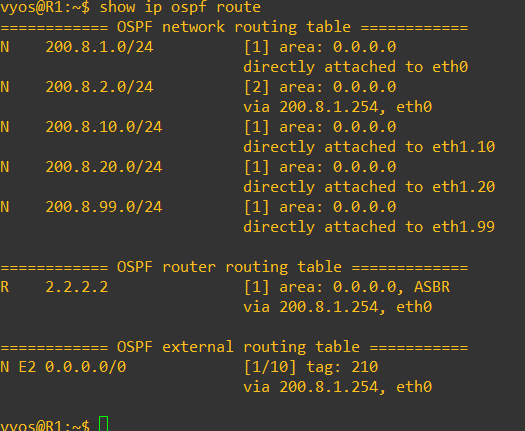 vyos@R1:~$ show ip ospf route
============ OSPF network routing table ============
N    200.8.1.0/24          [1] area: 0.0.0.0
                           directly attached to eth0
N    200.8.2.0/24          [2] area: 0.0.0.0
                           via 200.8.1.254, eth0
N    200.8.10.0/24         [1] area: 0.0.0.0
                           directly attached to eth1.10
N    200.8.20.0/24         [1] area: 0.0.0.0
                           directly attached to eth1.20
N    200.8.99.0/24         [1] area: 0.0.0.0
                           directly attached to eth1.99
============ OSPF router routing table =============
R    2.2.2.2               [1] area: 0.0.0.0, ASBR
                           via 200.8.1.254, eth0
============ OSPF external routing table ===========
N E2 0.0.0.0/0             [1/10] tag: 210
                           via 200.8.1.254, eth0
vyos@R1:~$